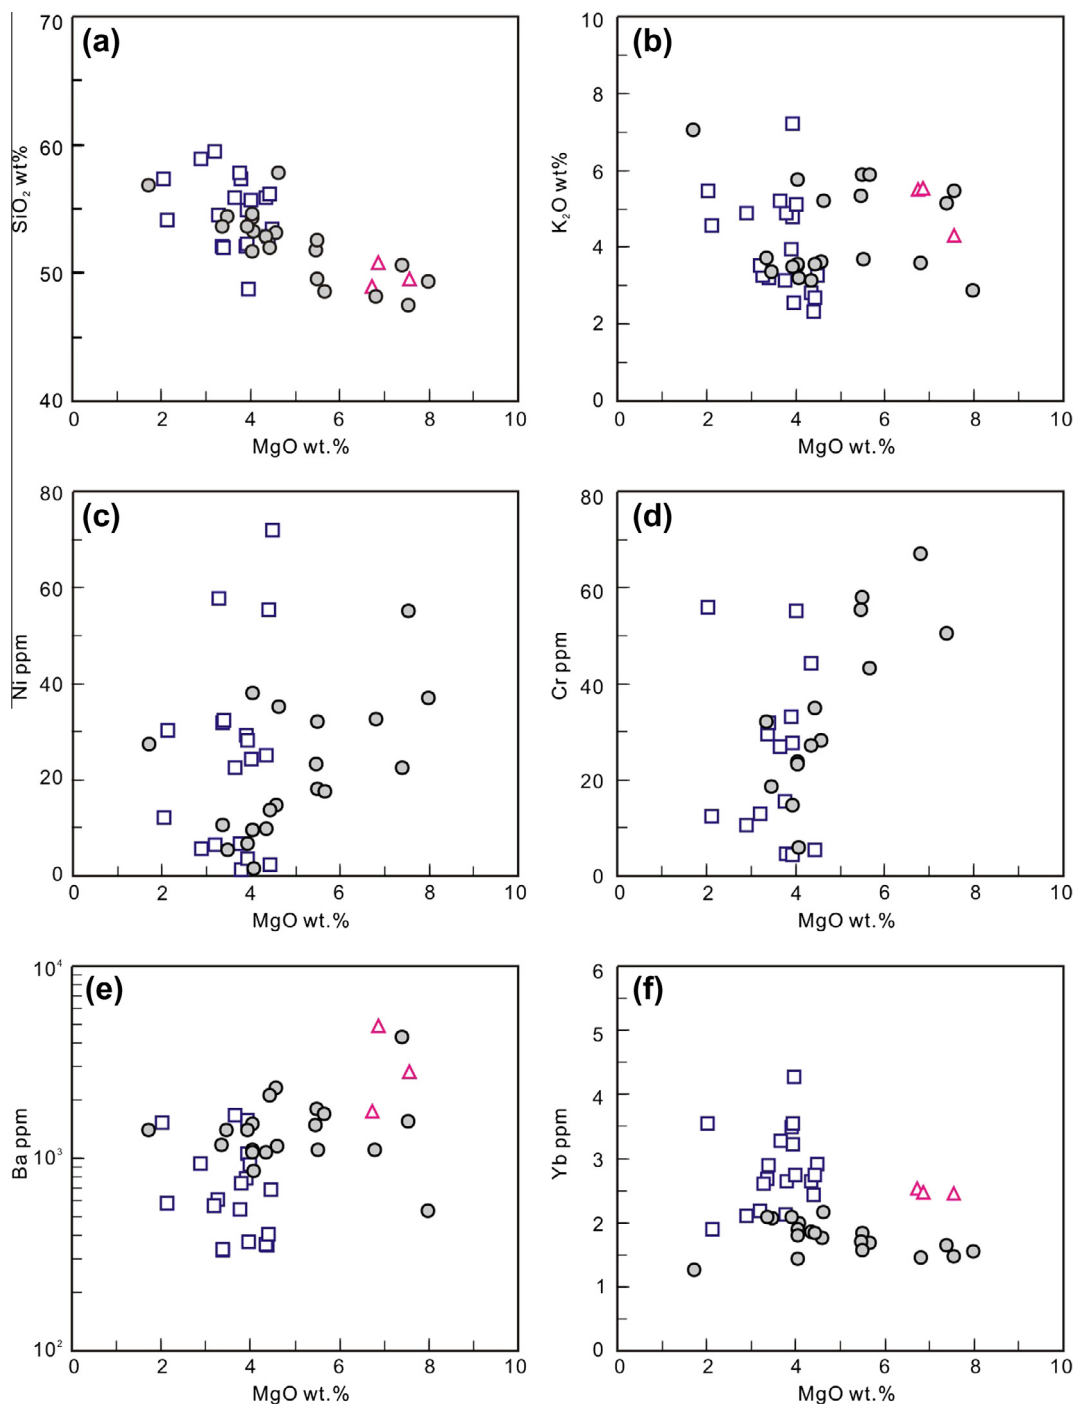 (a)
70
60
50
40
SiO2 wt%
0 2 4 6 8 10
MgO wt.%
(b)
10
8
6
4
2
0
K2O wt%
0 2 4 6 8 10
MgO wt.%
(c)
80
60
40
20
0
Ni ppm
0 2 4 6 8 10
MgO wt.%
(d)
80
60
40
20
0
Cr ppm
0 2 4 6 8 10
MgO wt.%
(e)
10^4
10^3
10^2
Ba ppm
0 2 4 6 8 10
MgO wt.%
(f)
6
5
4
3
2
1
0
Yb ppm
0 2 4 6 8 10
MgO wt.%